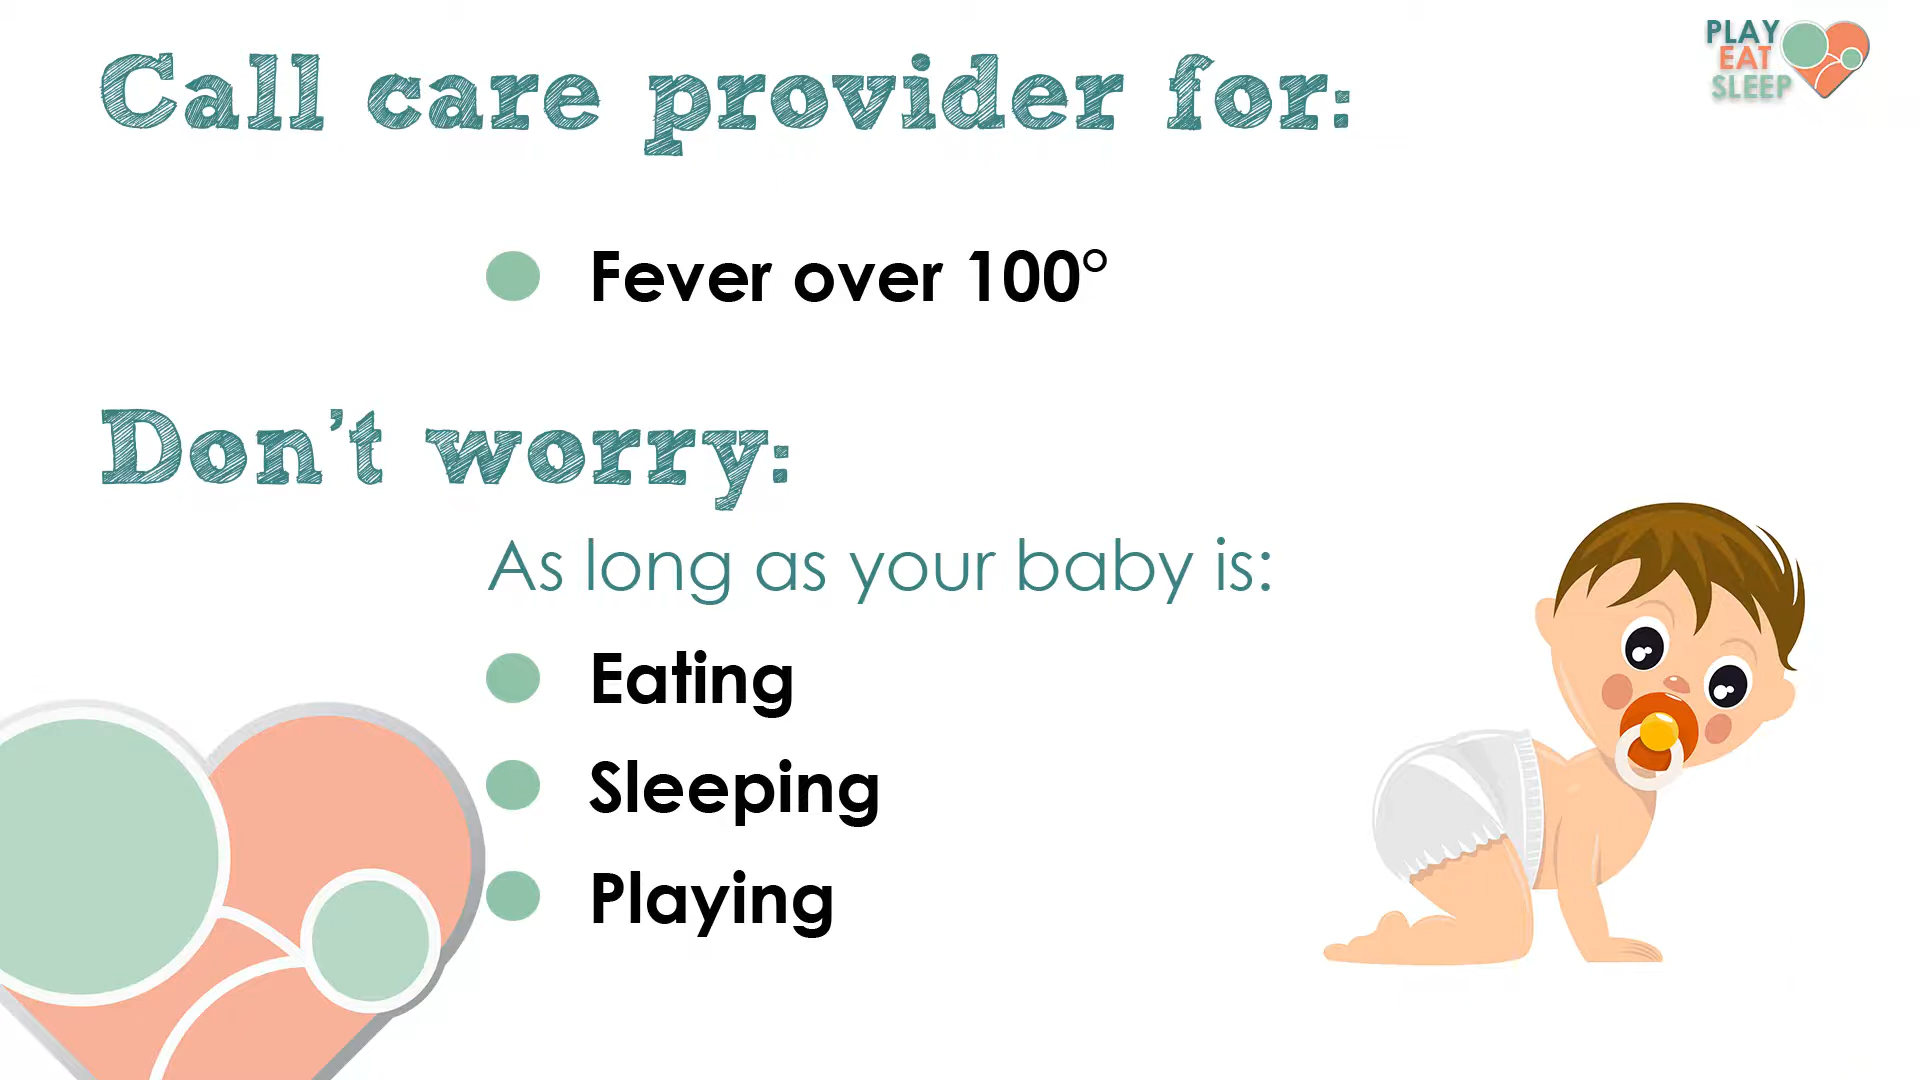 PLAY
EAT
SLEEP
Call care provider for:
Fever over 100°
Don't worry:
As long as your baby is:
Eating
Sleeping
Playing